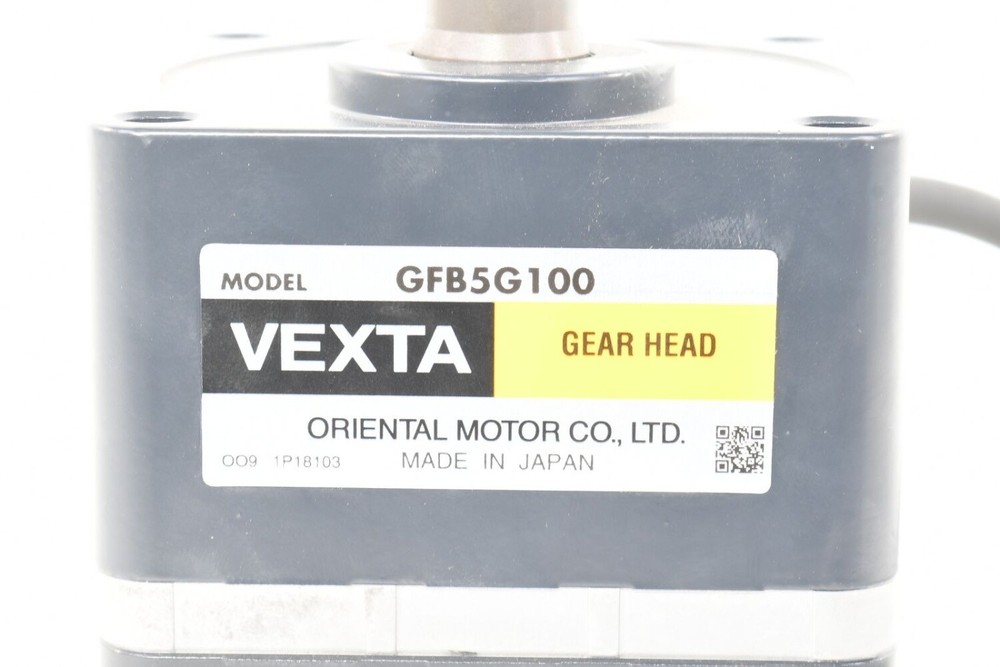 MODEL GFB5G100
VEXTA GEAR HEAD
ORIENTAL MOTOR CO., LTD.
OO9 1P18103 MADE IN JAPAN